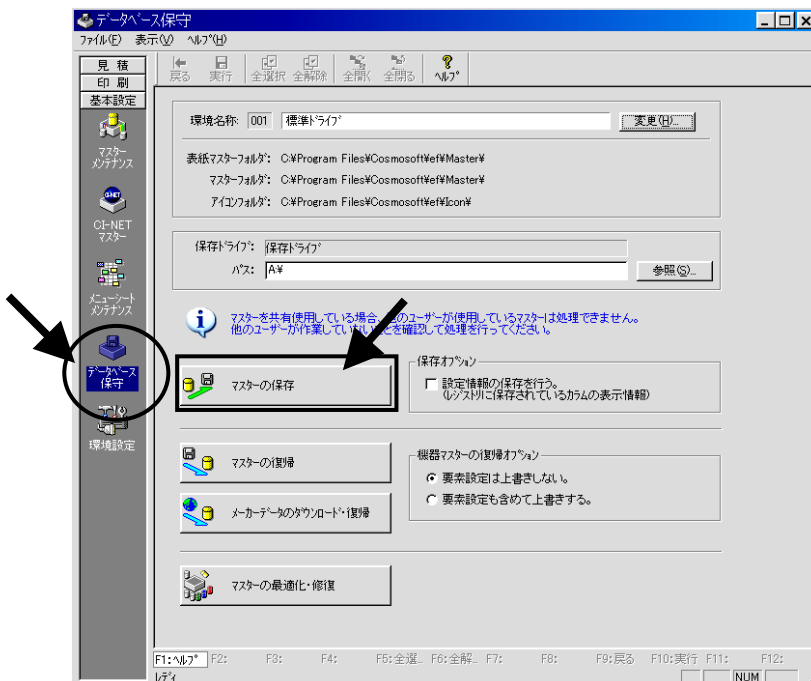 データベース保守
ファイル(F) 表示(V) ヘルプ(H)
見 積
印 刷
基本設定
マスター
メンテナンス
CI-NET
マスター
メニューシート
メンテナンス
データベース
保守
環境設定
戻る 実行 全選択 全解除 全開く 全閉る ヘルプ
環境名称: 001 標準ドライブ 変更(H)...
表紙マスターフォルダ: C:¥Program Files¥Cosmosoft¥ef¥Master¥
マスターフォルダ: C:¥Program Files¥Cosmosoft¥ef¥Master¥
アイコンフォルダ: C:¥Program Files¥Cosmosoft¥ef¥Icon¥
保存ドライブ: 保存ドライブ
パス: A:¥ 参照(S)...
マスターを共有使用している場合、他のユーザーが使用しているマスターは処理できません。
他のユーザーが作業していないことを確認して処理を行ってください。
マスターの保存
保存オプション
設定情報の保存を行う。
(レジストリに保存されているカラムの表示情報)
マスターの復帰
メーカーデータのダウンロード・復帰
機器マスターの復帰オプション
要素設定は上書きしない。
要素設定も含めて上書きする。
マスターの最適化・修復
F1:ヘルプ F2: F3: F4: F5:全選... F6:全解... F7: F8: F9:戻る F10:実行 F11: F12:
レディ NUM